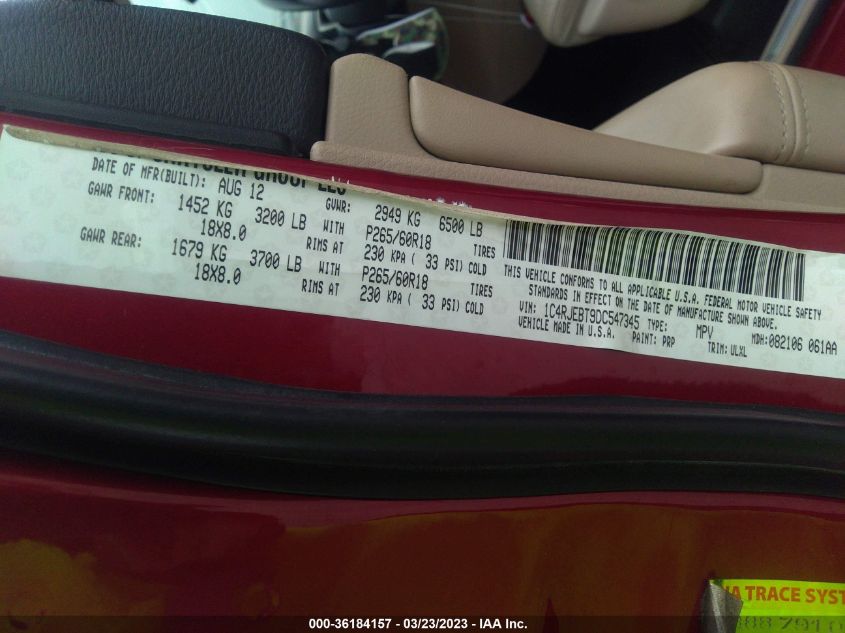 CHRYSLER GROUP LLC
DATE OF MFR(BUILT): AUG 12 GVWR: 2949 KG 6500 LB
GAWR FRONT: 1452 KG 3200 LB WITH P265/60R18 TIRES
18X8.0 RIMS AT 230 KPA ( 33 PSI) COLD
GAWR REAR: 1679 KG 3700 LB WITH P265/60R18 TIRES
18X8.0 RIMS AT 230 KPA ( 33 PSI) COLD
THIS VEHICLE CONFORMS TO ALL APPLICABLE U.S.A. FEDERAL MOTOR VEHICLE SAFETY
STANDARDS IN EFFECT ON THE DATE OF MANUFACTURE SHOWN ABOVE.
VIN: 1C4RJEBT9DC547345 TYPE: MPV MDH:082106 061AA
VEHICLE MADE IN U.S.A. PAINT: PRP TRIM:ULXL
TRACE SYST
000-36184157 - 03/23/2023 - IAA Inc.